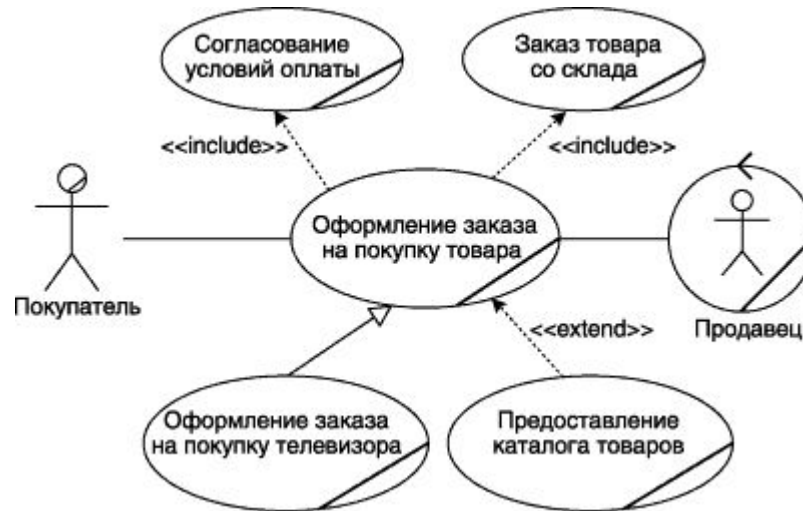 Согласование
условий оплаты
Заказ товара
со склада
<<include>>
<<include>>
Оформление заказа
на покупку товара
Покупатель
Продавец
<<extend>>
Оформление заказа
на покупку телевизора
Предоставление
каталога товаров